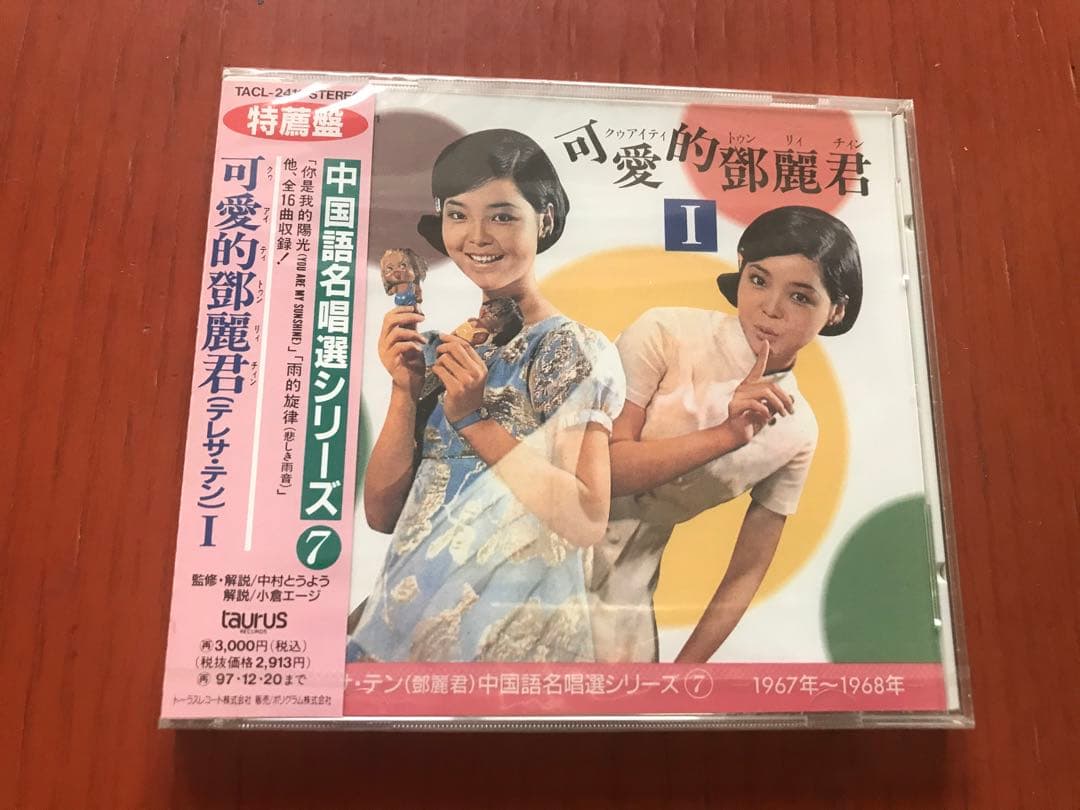 TACL-241 STEREO
特薦盤
中国語名唱選シリーズ⑦
「你是我的陽光(YOU ARE MY SUNSHINE)」「雨的旋律(悲しき雨音)」
他、全16曲収録!
クゥ アイ ティ トゥン リィ チィン
可愛的鄧麗君(テレサ・テン)I
監修・解説/中村とうよう
解説/小倉エージ
taurus
RECORDS
再3,000円(税込)
(税抜価格2,913円)
再97・12・20まで
トーラスレコード株式会社 販売/ポリグラム株式会社
クゥアイティ トゥン リィ チィン
可愛的鄧麗君
I
サ・テン(鄧麗君)中国語名唱選シリーズ⑦ 1967年〜1968年